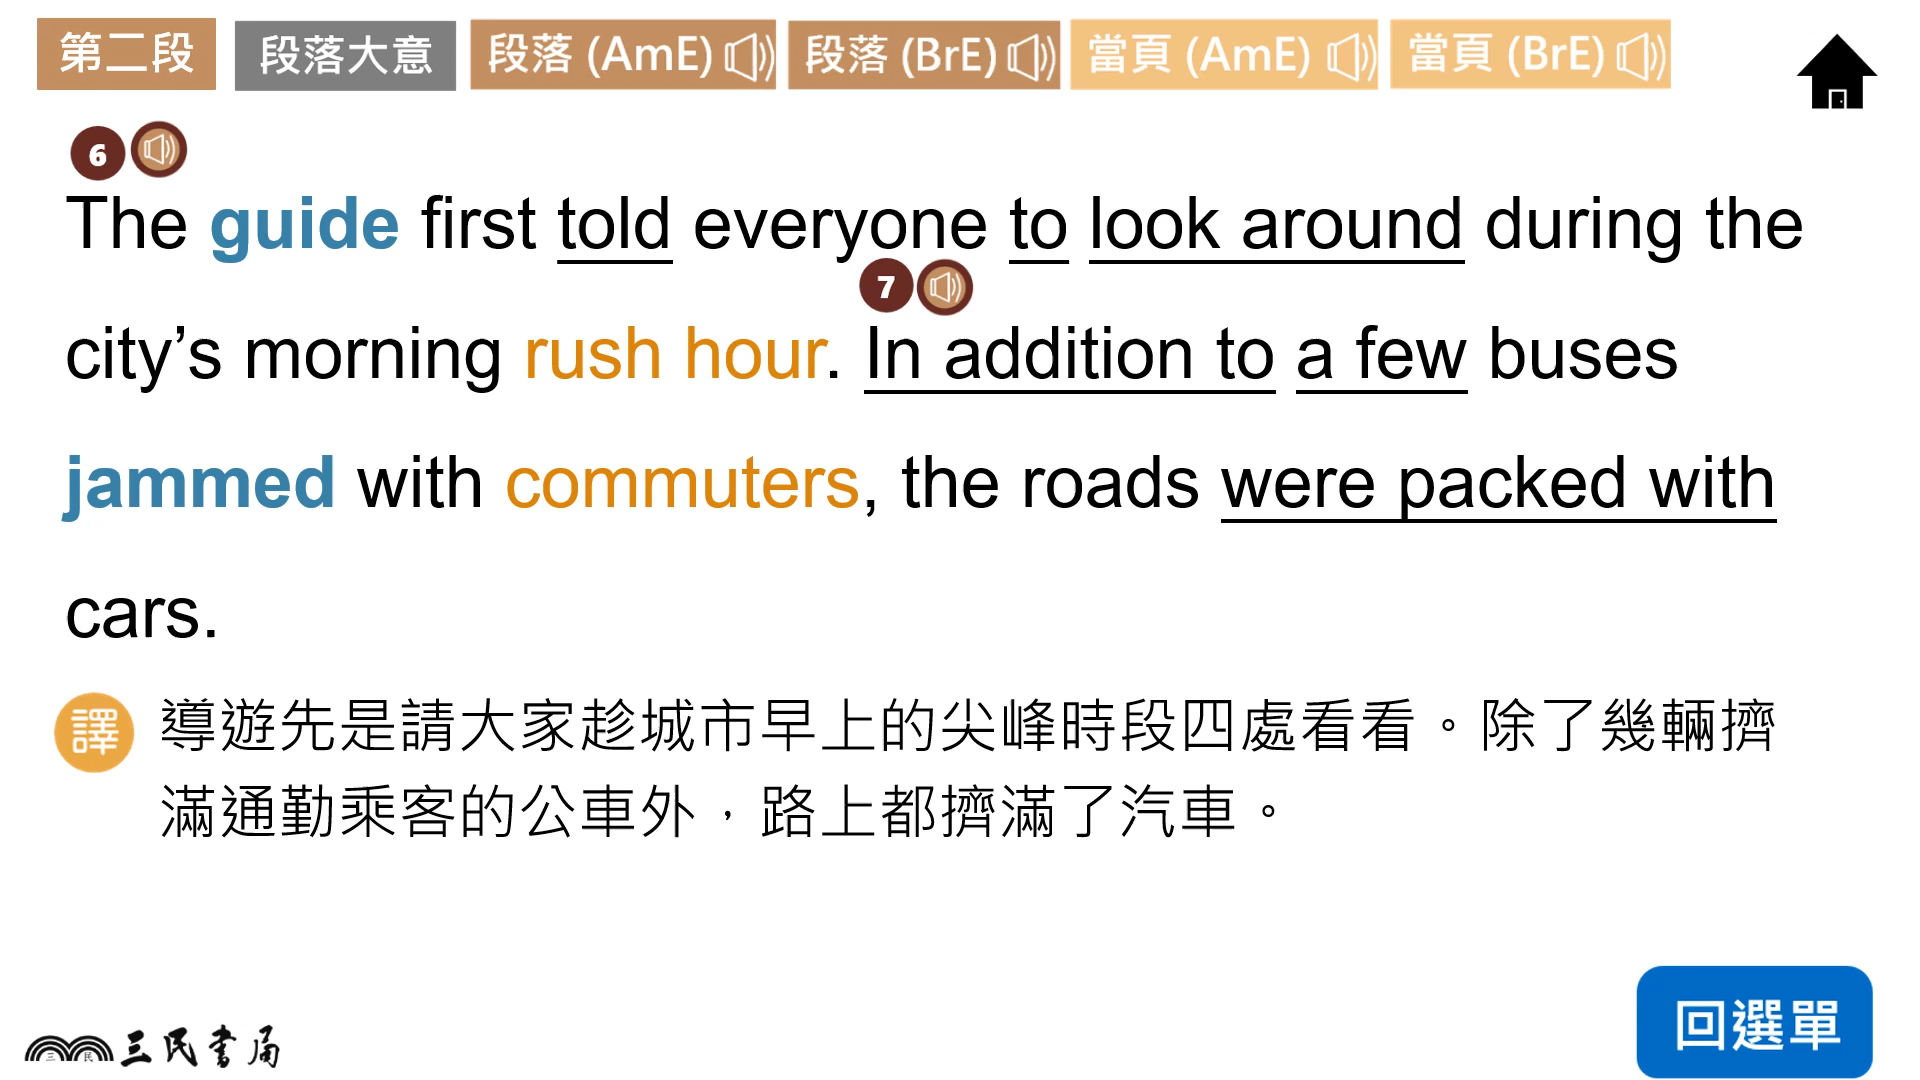 第二段 段落大意 段落 (AmE) 段落 (BrE) 當頁 (AmE) 當頁 (BrE)
6
The guide first told everyone to look around during the
7
city’s morning rush hour. In addition to a few buses
jammed with commuters, the roads were packed with
cars.
譯 導遊先是請大家趁城市早上的尖峰時段四處看看。除了幾輛擠
滿通勤乘客的公車外，路上都擠滿了汽車。
回選單
三民 三民書局